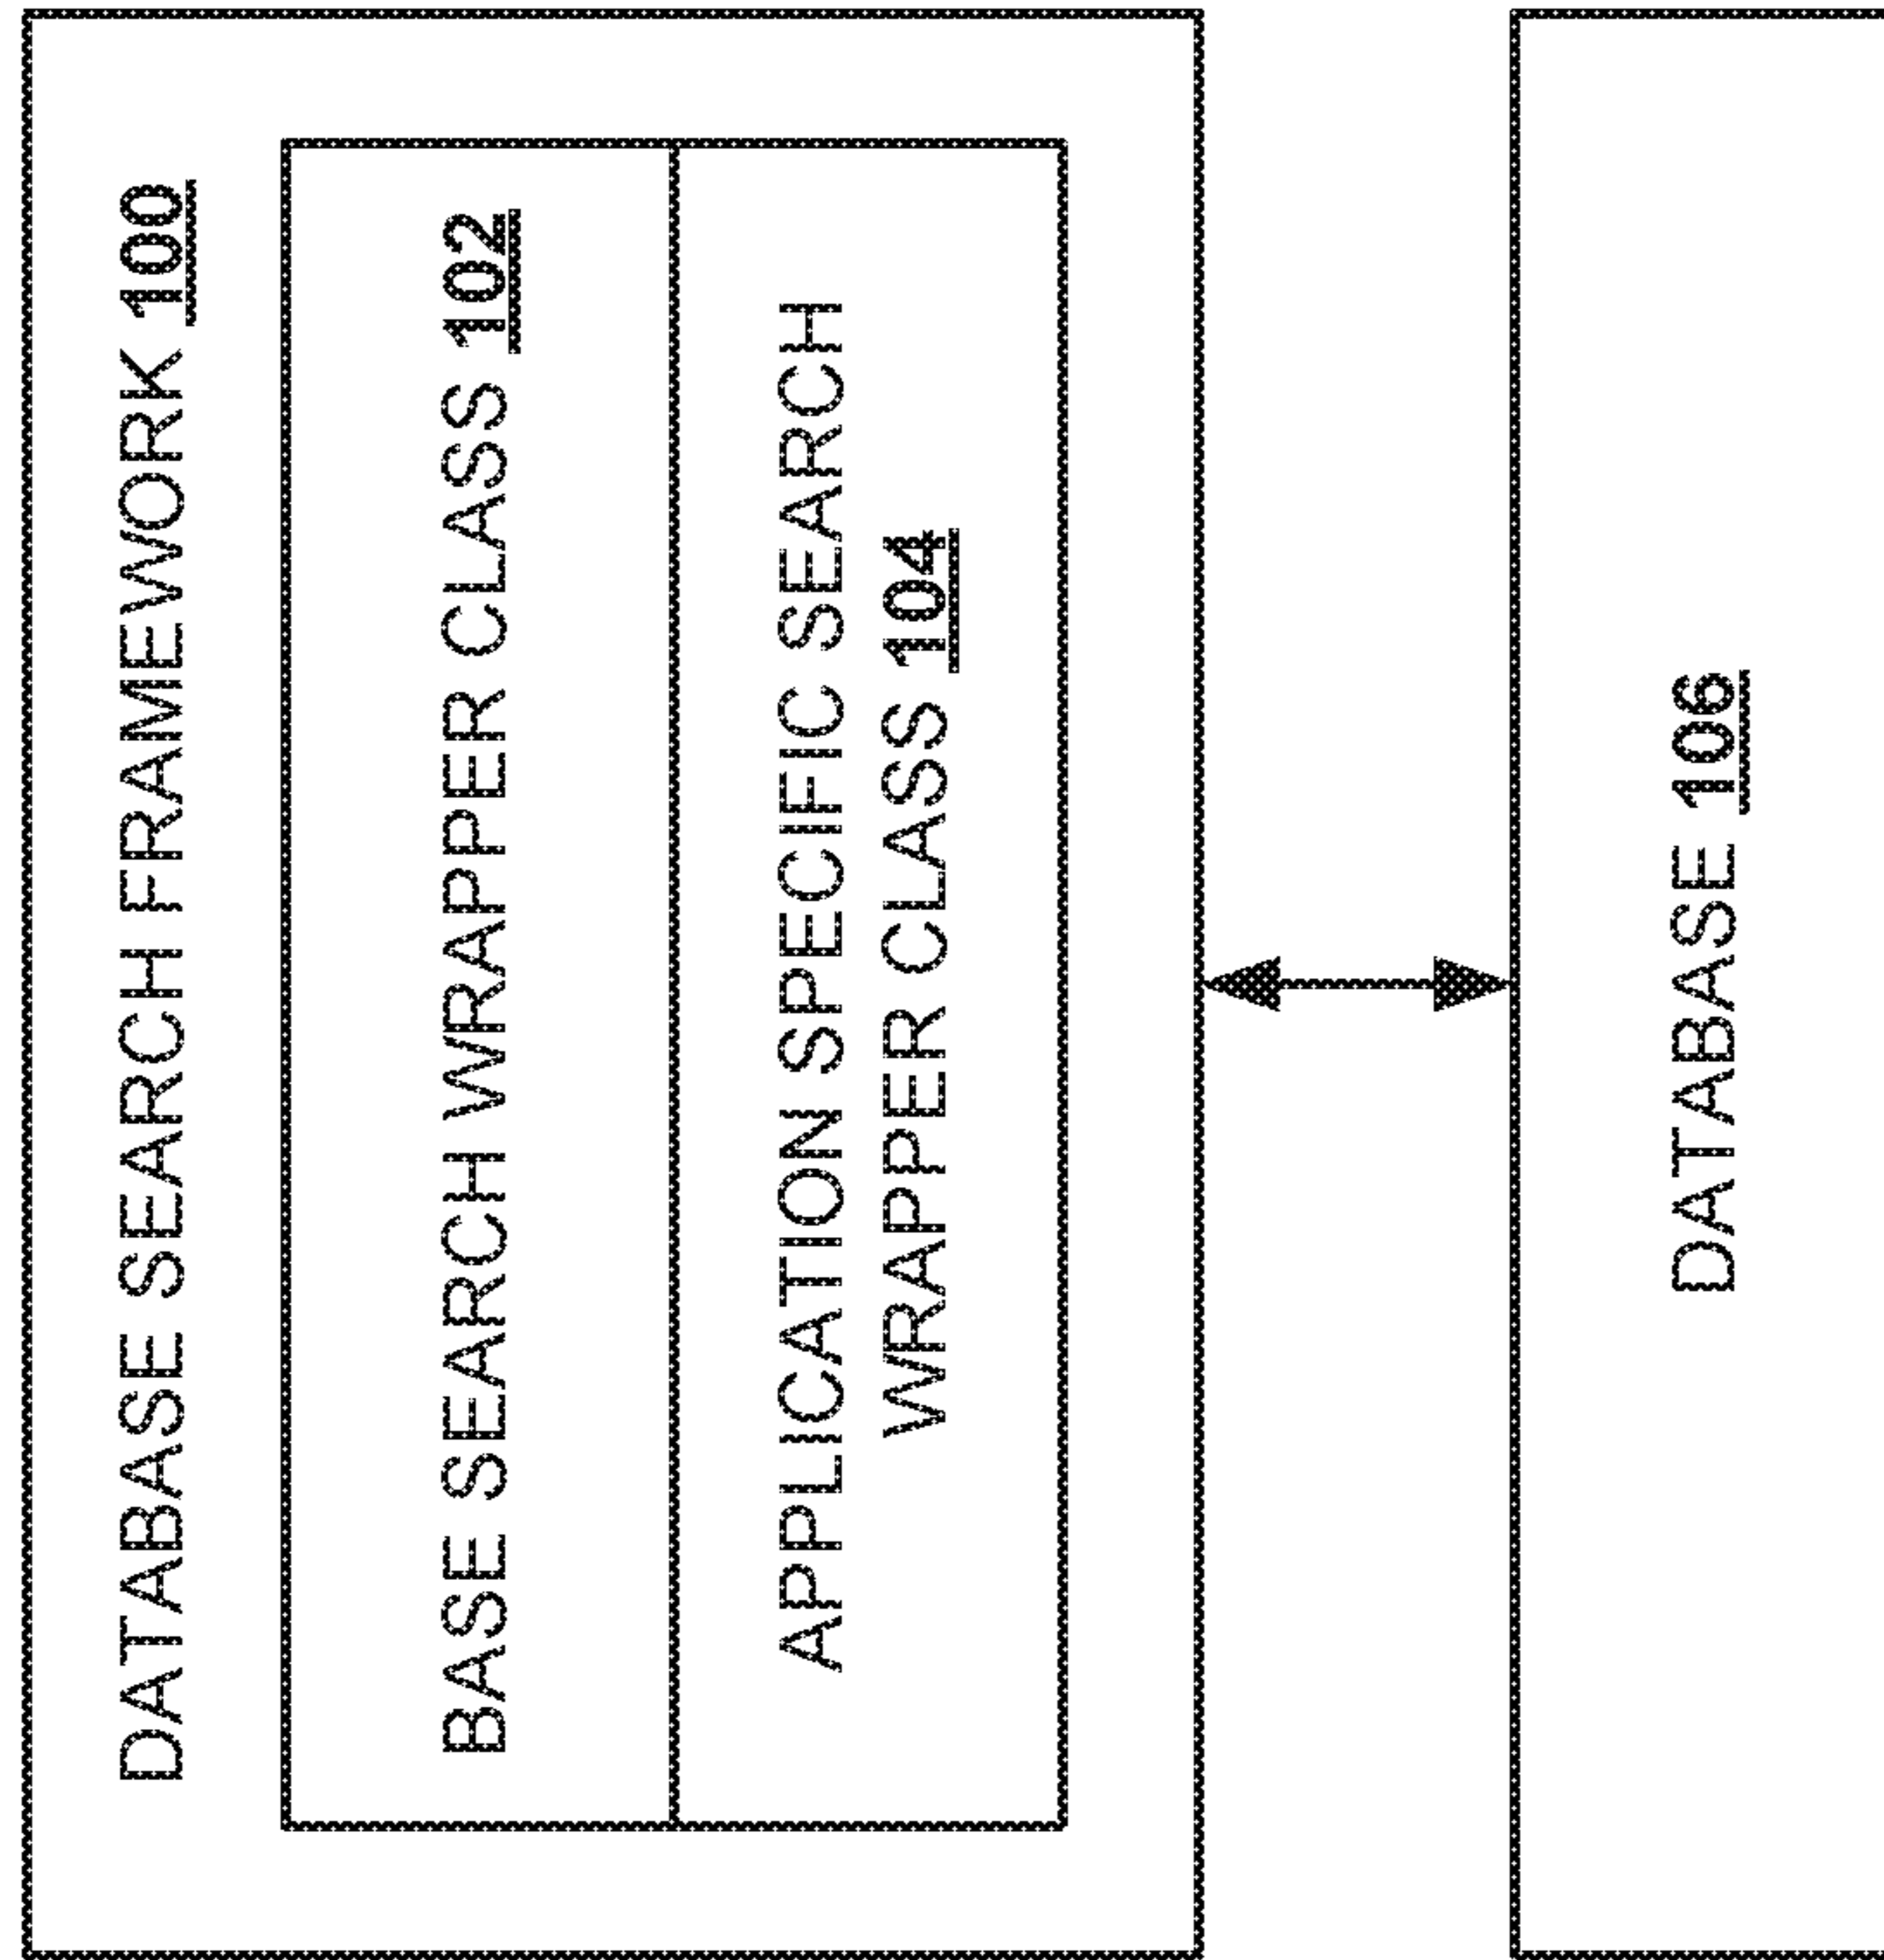 DATABASE SEARCH FRAMEWORK 100
BASE SEARCH WRAPPER CLASS 102
APPLICATION SPECIFIC SEARCH
WRAPPER CLASS 104
DATABASE 106